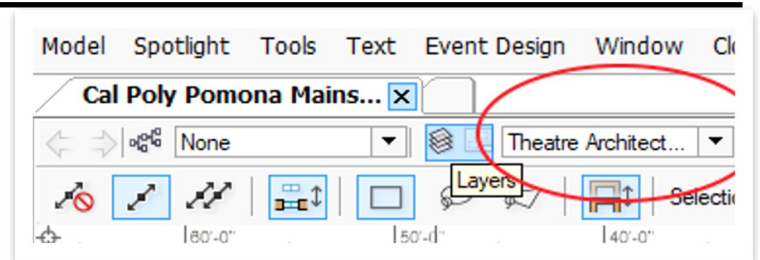 Model Spotlight Tools Text Event Design Window
Cal Poly Pomona Mains...
None Theatre Architect...
Layers
60'-0" 50'-0" 40'-0"